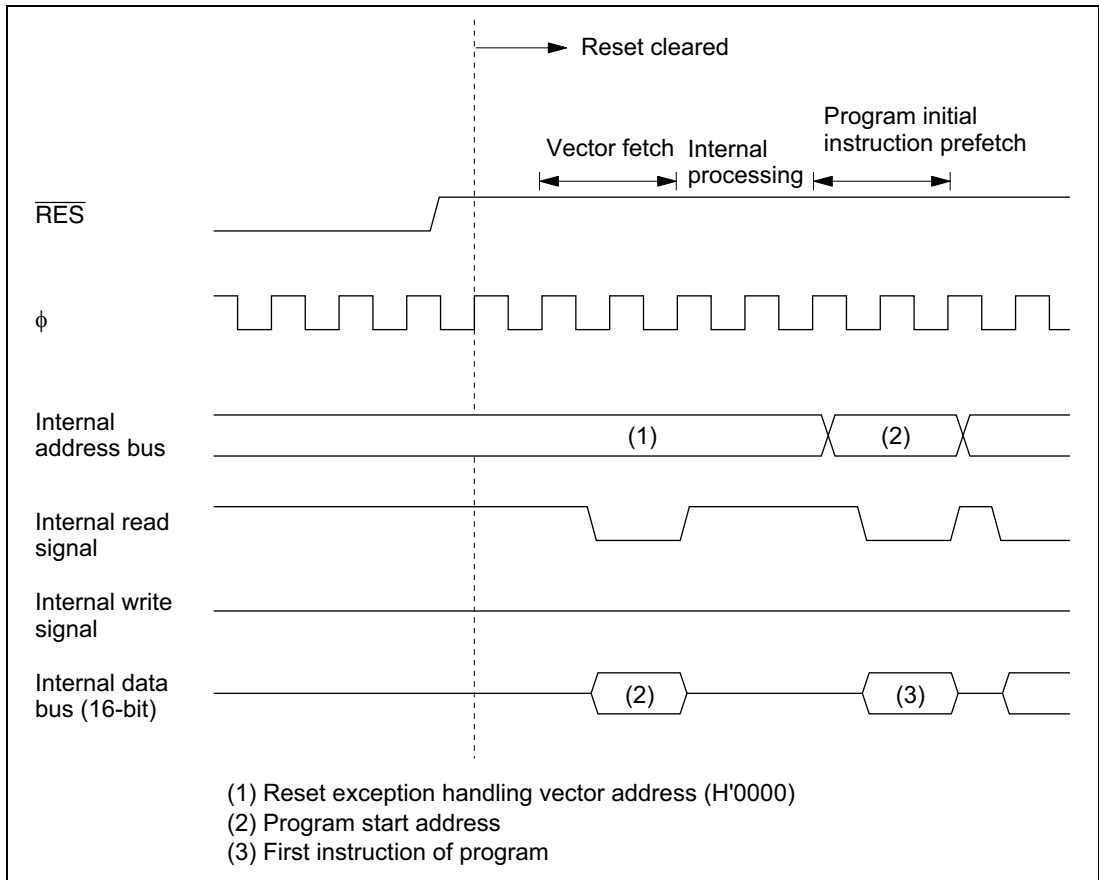 Reset cleared
Program initial
instruction prefetch
Vector fetch
Internal
processing
RES
φ
Internal
address bus
(1)
(2)
Internal read
signal
Internal write
signal
Internal data
bus (16-bit)
(2)
(3)
(1) Reset exception handling vector address (H'0000)
(2) Program start address
(3) First instruction of program